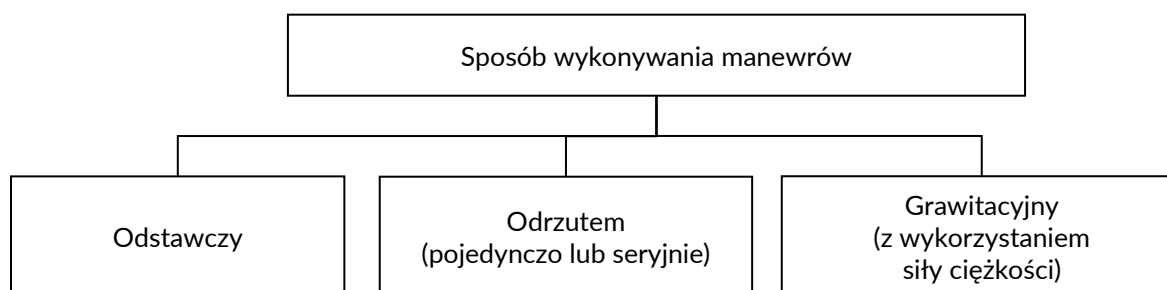 Sposób wykonywania manewrów
Odstawczy
Odrzutem
(pojedynczo lub seryjnie)
Grawitacyjny
(z wykorzystaniem
siły ciężkości)